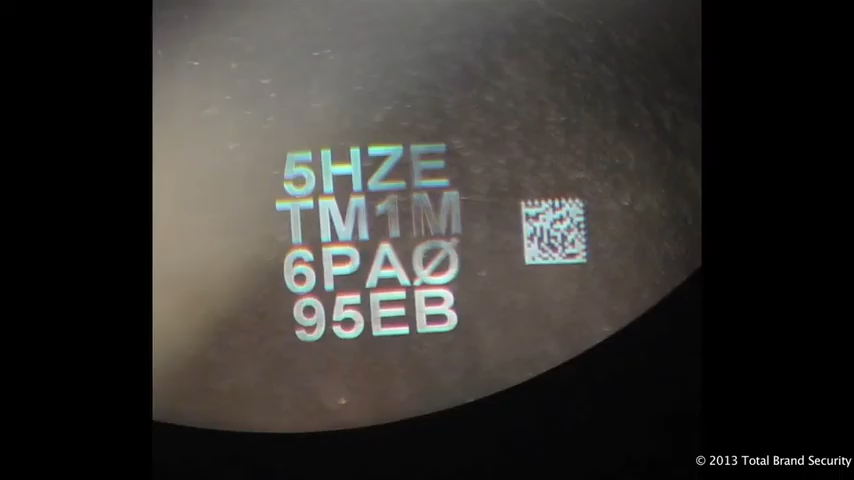 5HZE
TM1M
6PAØ
95EB
© 2013 Total Brand Security